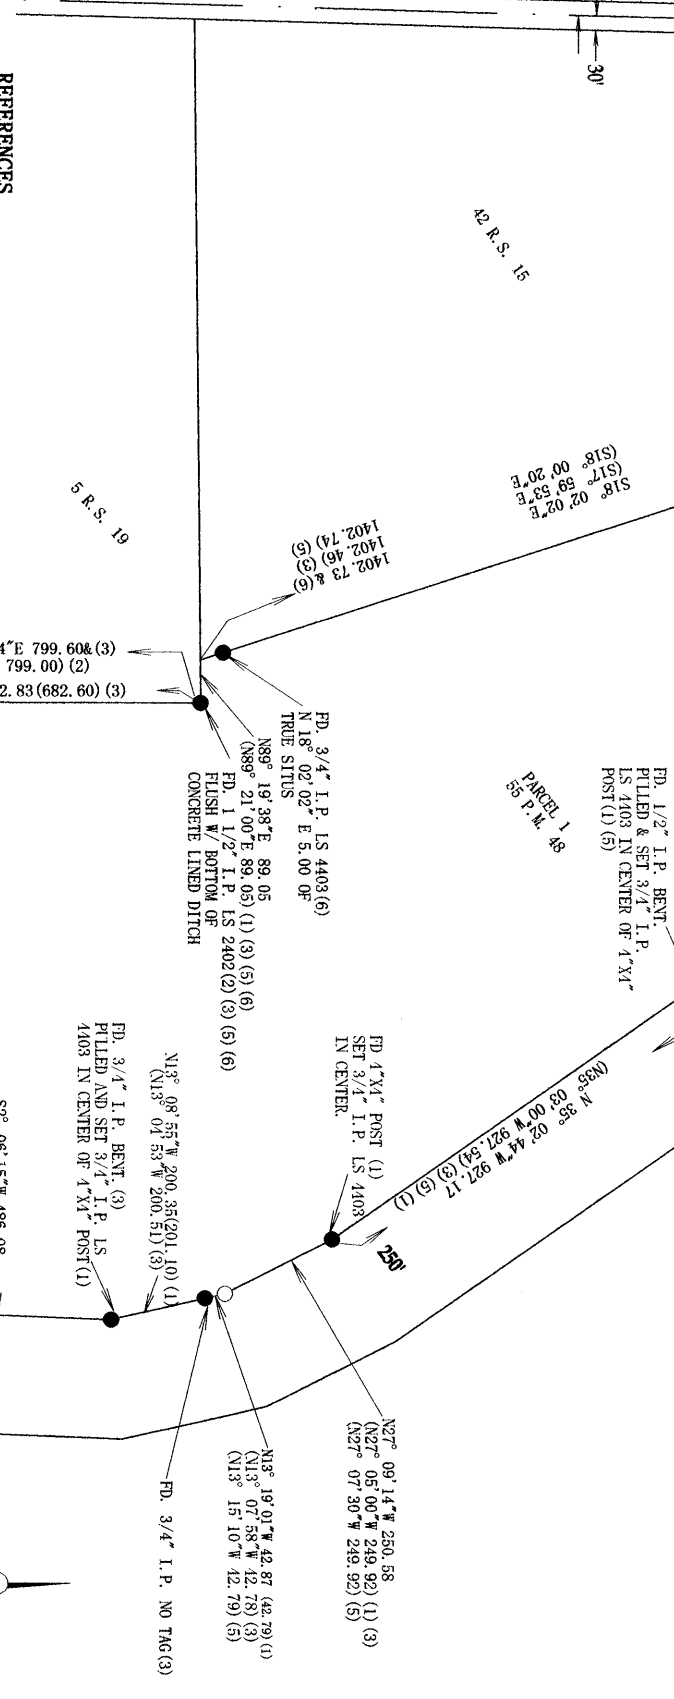 30'
REFERENCES
42 R.S. 15
5 R.S. 19
S18° 02' 02"E
(S17° 59' 53"E
(S18° 00' 20"E
1402.73 &(6)
1402.46 (3)
1402.74) (5)
4"E 799.60&(3)
799.00) (2)
2.83(682.60) (3)
FD. 3/4" I.P. LS 4403(6)
N 18° 02' 02" E 5.00 OF
TRUE SITUS
N89° 19'38"E 89.05
(N89° 21'00"E 89.05) (1) (3) (5) (6)
FD. 1 1/2" I.P. LS 2402(2) (3) (5) (6)
FLUSH W/ BOTTOM OF
CONCRETE LINED DITCH
PARCEL 1
55 P.M. 48
FD. 1/2" I.P. BENT.
PULLED & SET 3/4" I.P.
LS 4403 IN CENTER OF 4"X4"
POST(1) (5)
N 35° 02' 44"W 927.17
(N35° 03' 00"W 927.54) (3) (5) (1)
250'
FD 4"X4" POST (1)
SET 3/4" I.P. LS 4403
IN CENTER.
N13° 08' 55"W 200.35(201.10) (1)
(N13° 04' 53"W 200.51) (3)
FD. 3/4" I.P. BENT. (3)
PULLED AND SET 3/4" I.P. LS
4403 IN CENTER OF 4"X4" POST(1)
S2° 06'15"W 486.98
N27° 09'14"W 250.58
(N27° 05'00"W 249.92) (1) (3)
(N27° 07'30"W 249.92) (5)
N13° 19'01"W 42.87 (42.79) (1)
(N13° 07'58"W 42.78) (3)
(N13° 15'10"W 42.79) (5)
FD. 3/4" I.P. NO TAG(3)